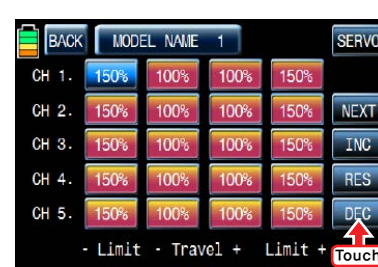 BACK MODEL NAME 1 SERVO
CH 1. 150% 100% 100% 150%
CH 2. 150% 100% 100% 150% NEXT
CH 3. 150% 100% 100% 150% INC
CH 4. 150% 100% 100% 150% RES
CH 5. 150% 100% 100% 150% DEC
- Limit - Trav el + Limit +
Touch